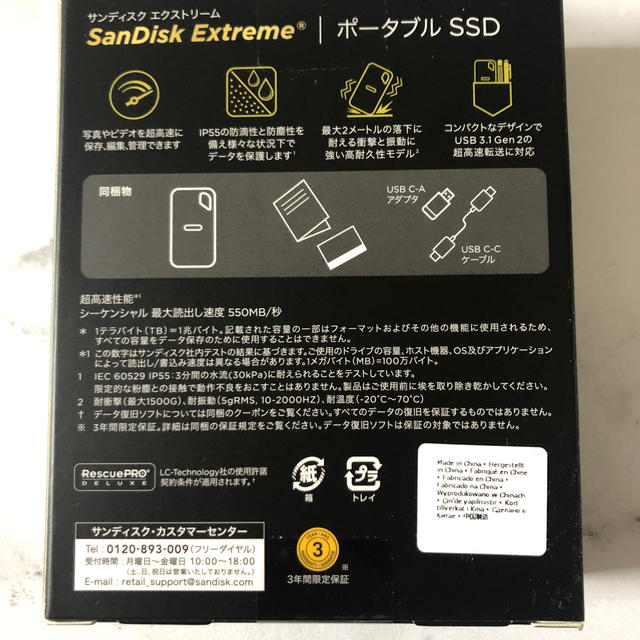 サンディスク エクストリーム
SanDisk Extreme® | ポータブル SSD
写真やビデオを超高速に
保存、編集、管理できます
IP55の防滴性と防塵性を
備え様々な状況下で
データを保護します¹
最大2メートルの落下に
耐える衝撃と振動に
強い高耐久性モデル²
コンパクトなデザインで
USB 3.1 Gen 2の
超高速転送に対応
同梱物
USB C-A
アダプタ
USB C-C
ケーブル
超高速性能*¹
シーケンシャル 最大読出し速度 550MB/秒
* 1テラバイト(TB)=1兆バイト。記載された容量の一部はフォーマットおよびその他の機能に使用されるため、
すべての容量をデータ保存のために使用することはできません。
*1 この数字はサンディスク社内テストの結果に基づきます。ご使用のドライブの容量、ホスト機器、OS及びアプリケーション
によって読出し/書込み速度は異なる場合があります。1メガバイト(MB)=100万バイト。
1 IEC 60529 IP55:3分間の水流(30kPa)に耐えられることをテストしています。
限定的な粉塵との接触で動作不良をおこすことはありません。製品はご使用前に埃を取り除き乾かしてください。
2 耐衝撃(最大1500G)、耐振動(5gRMS, 10-2000HZ)、耐温度(-20˚C~70˚C)
† データ復旧ソフトについては同梱のクーポンをご覧ください。すべてのデータの復旧を保証するものではありません。
※ 3年間限定保証。詳細は同梱の保証規定をご覧ください。データ復旧ソフトは保証の対象ではありません。
RescuePRO®
DELUXE
LC-Technology社の使用許諾
契約条件が適用されます。†
紙
箱
プラ
トレイ
Made in China • Hergestellt
in China • Fabriqué en Chine
• Fabricado en China •
Fabricado na China •
Wyprodukowano w Chinach
• Çin'de yapılmıştır • Kort
tillverkat i Kina • Сделано в
Китае • 中国制造
サンディスク・カスタマーセンター
Tel : 0120-893-009 (フリーダイヤル)
受付時間 : 月曜日〜金曜日 10:00〜18:00
(土、日、祝日は営業いたしておりません)
E-mail : retail_support@sandisk.com
3
※
3年間限定保証